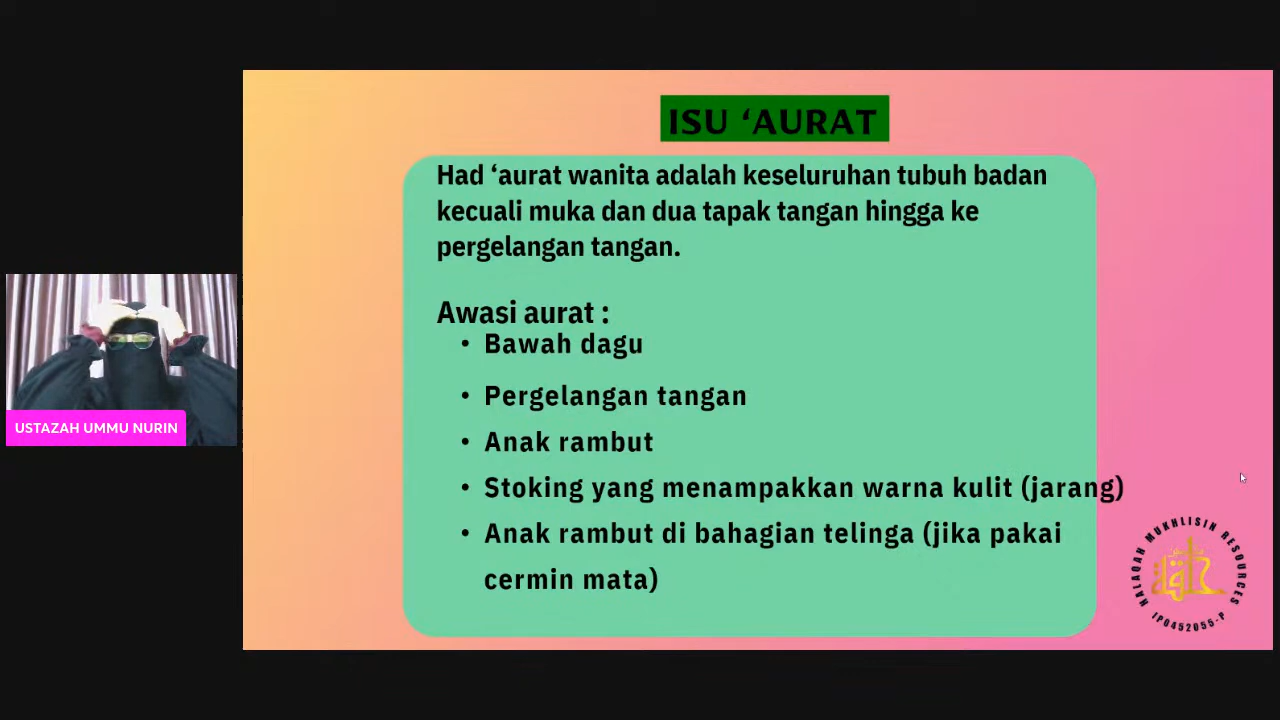 ISU ‘AURAT
Had ‘aurat wanita adalah keseluruhan tubuh badan
kecuali muka dan dua tapak tangan hingga ke
pergelangan tangan.
Awasi aurat :
• Bawah dagu
• Pergelangan tangan
• Anak rambut
• Stoking yang menampakkan warna kulit (jarang)
• Anak rambut di bahagian telinga (jika pakai
cermin mata)
USTAZAH UMMU NURIN
HALAQAH MUKHLISIN RESOURCES
حلقة
IP0452055-P